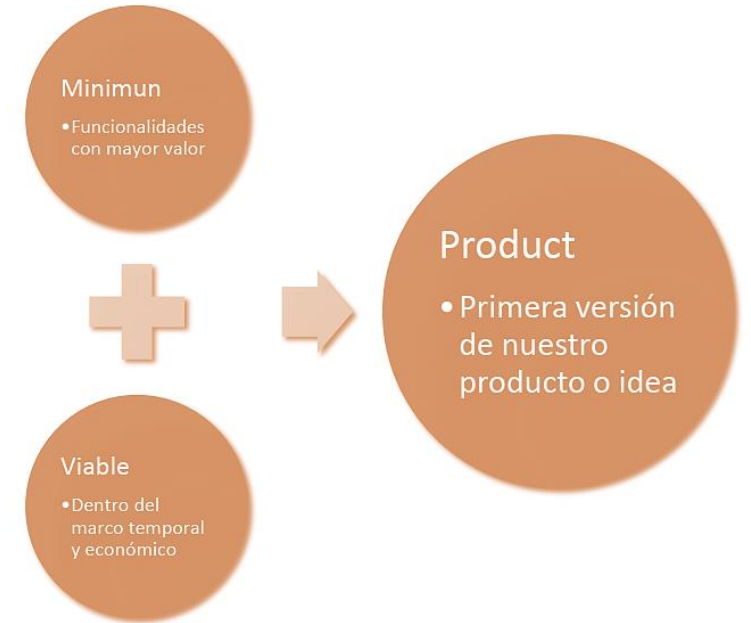 Minimun
•Funcionalidades
con mayor valor
Viable
•Dentro del
marco temporal
y económico
Product
•Primera versión
de nuestro
producto o idea